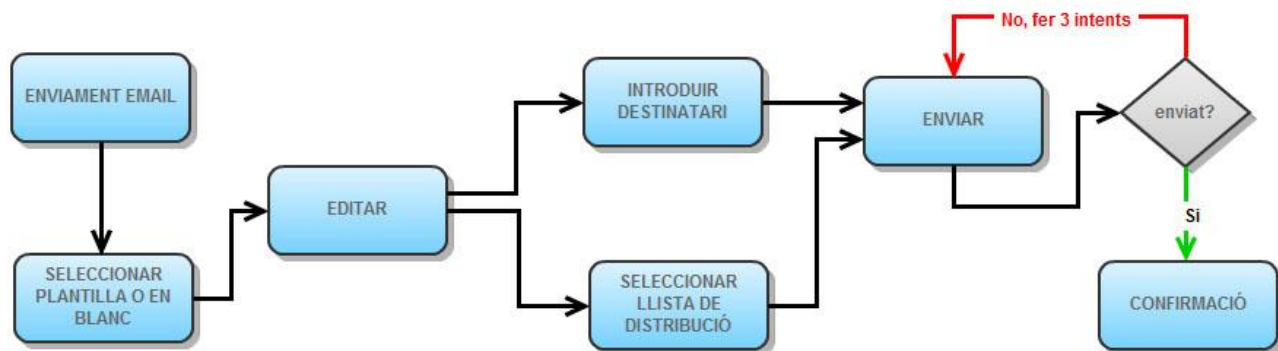 No, fer 3 intents
ENVIAMENT EMAIL
INTRODUIR
DESTINATARI
ENVIAR
enviat?
EDITAR
Si
SELECCIONAR
PLANTILLA O EN
BLANC
SELECCIONAR
LLISTA DE
DISTRIBUCIÓ
CONFIRMACIÓ